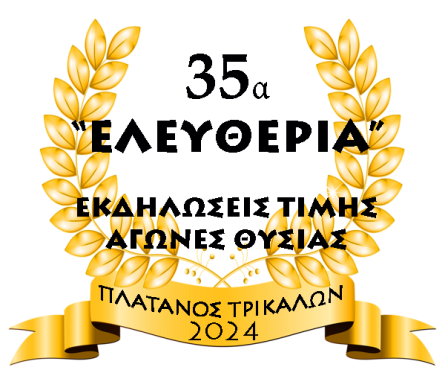 35α
"ΕΛΕΥΘΕΡΙΑ"
ΕΚΔΗΛΩΣΕΙΣ ΤΙΜΗΣ
ΑΓΩΝΕΣ ΘΥΣΙΑΣ
ΠΛΑΤΑΝΟΣ ΤΡΙΚΑΛΩΝ
2024